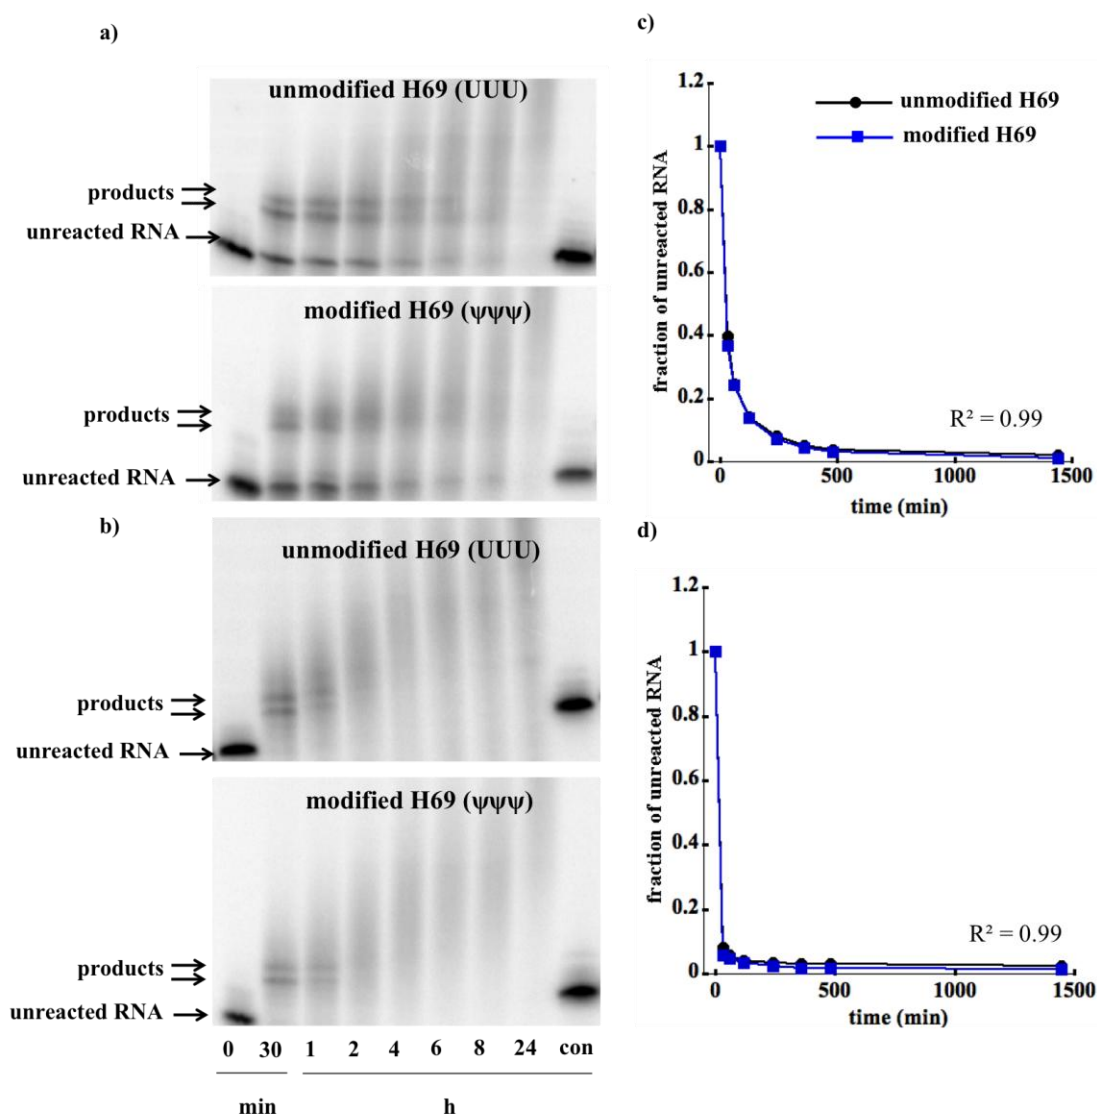 a)
unmodified H69 (UUU)
products
unreacted RNA
modified H69 (ψψψ)
products
unreacted RNA
b)
unmodified H69 (UUU)
products
unreacted RNA
modified H69 (ψψψ)
products
unreacted RNA
0 30 1 2 4 6 8 24 con
min h
c)
1.2
1
0.8
0.6
0.4
0.2
0
fraction of unreacted RNA
unmodified H69
modified H69
R² = 0.99
0 500 1000 1500
time (min)
d)
1.2
1
0.8
0.6
0.4
0.2
0
fraction of unreacted RNA
R² = 0.99
0 500 1000 1500
time (min)